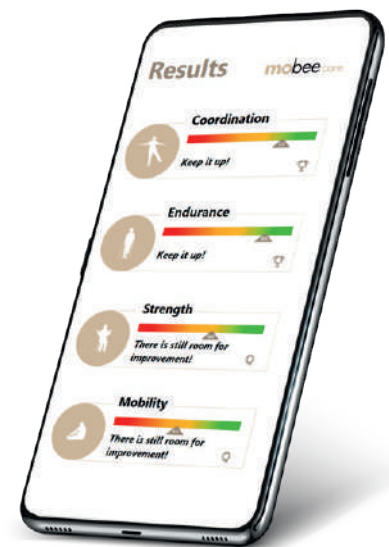 Results
mobee care
Coordination
Keep it up!
Endurance
Keep it up!
Strength
There is still room for
improvement!
Mobility
There is still room for
improvement!